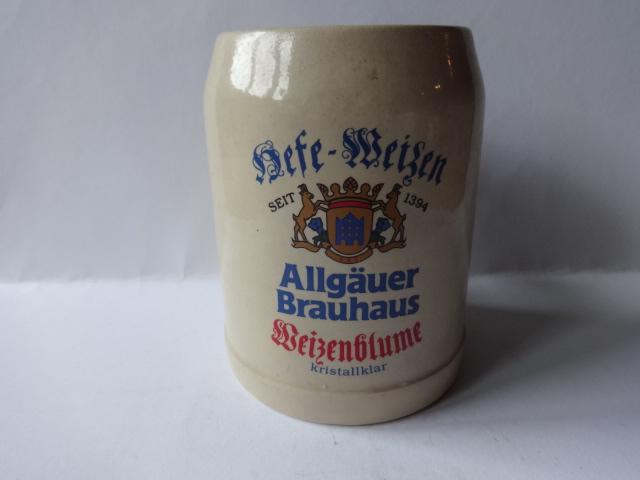 Hefe-Weizen
SEIT 1394
Allgäuer
Brauhaus
Weizenblume
kristallklar